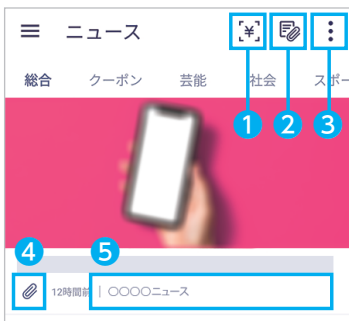 ニュース
¥
1 2 3
総合 クーポン 芸能 社会 スポー
4 5
12時間前 | ○○○○ニュース